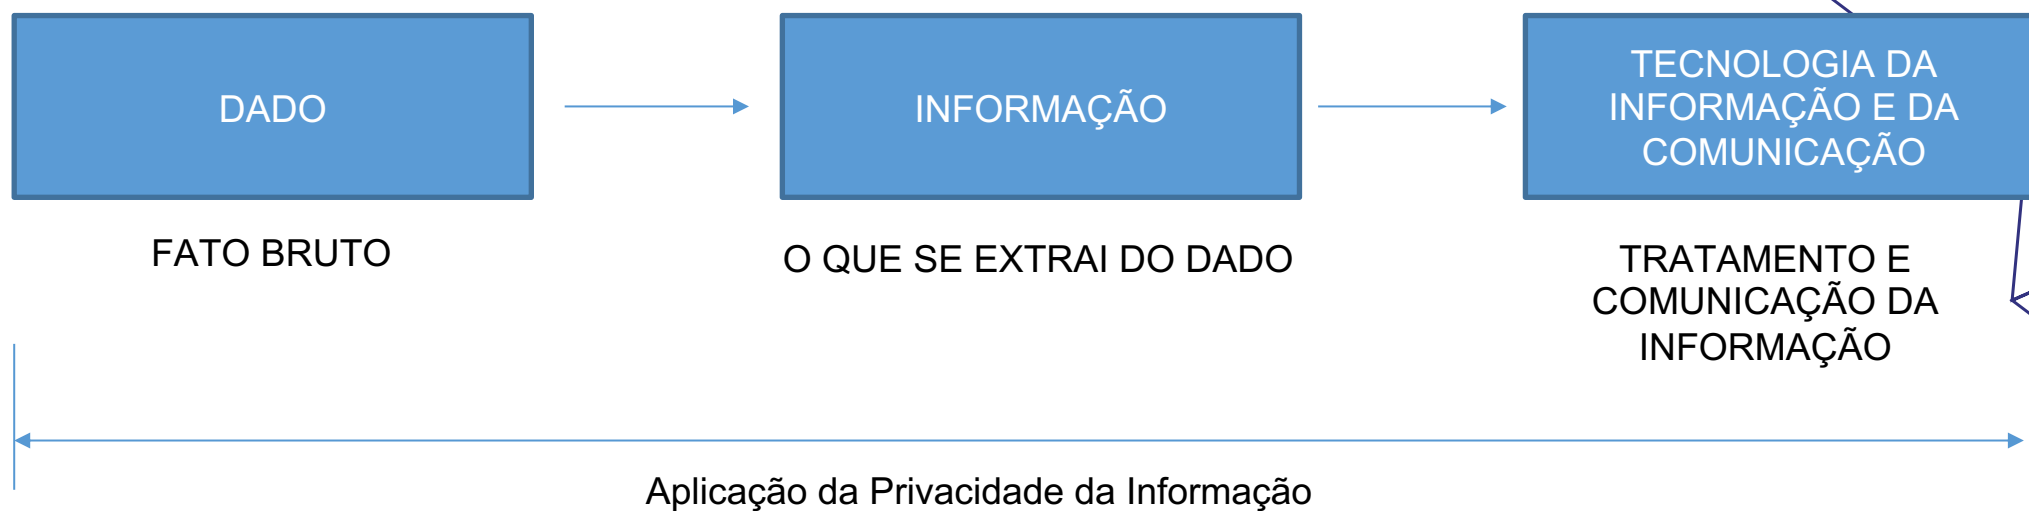 DADO
INFORMAÇÃO
TECNOLOGIA DA
INFORMAÇÃO E DA
COMUNICAÇÃO
FATO BRUTO
O QUE SE EXTRAI DO DADO
TRATAMENTO E
COMUNICAÇÃO DA
INFORMAÇÃO
Aplicação da Privacidade da Informação